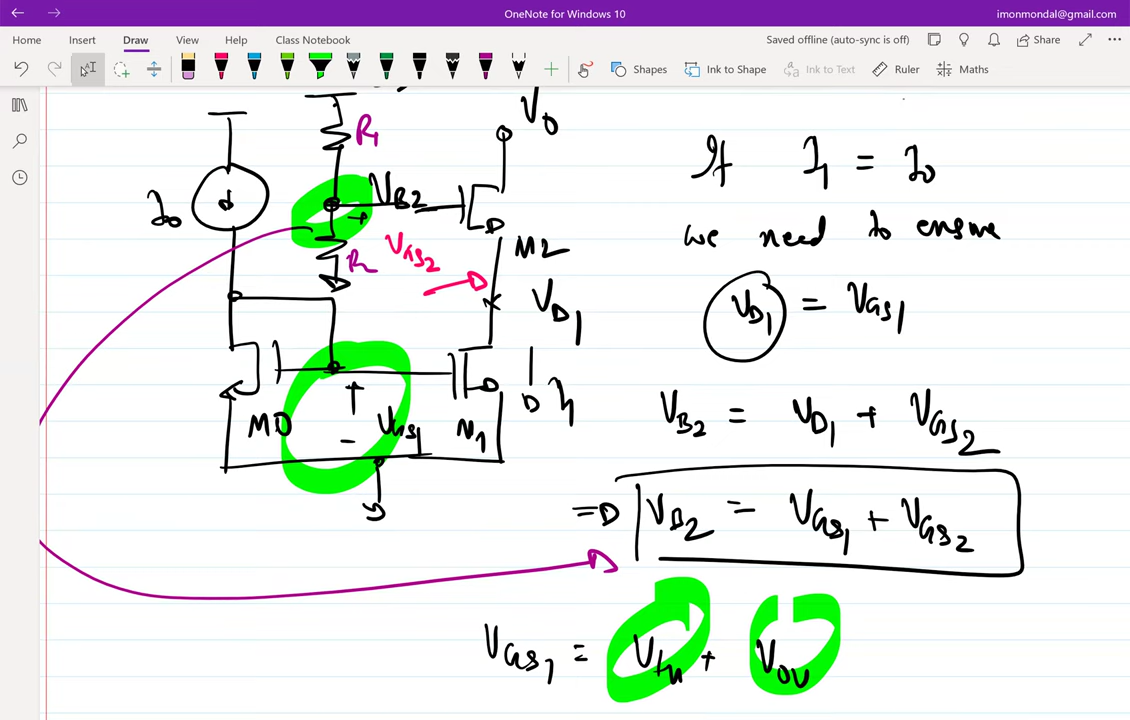 OneNote for Windows 10
imonmondal@gmail.com
Home Insert Draw View Help Class Notebook
Saved offline (auto-sync is off)
Share
Shapes
Ink to Shape
Ink to Text
Ruler
Maths
R1
V0
I0
VB2
+
R2
VGS2
M2
VD1
M0
+
-
VGS1
M1
I1
If I1 = I0
we need to ensure
VD1 = VGS1
VB2 = VD1 + VGS2
=> VB2 = VGS1 + VGS2
VGS1 = Vtn + VOV